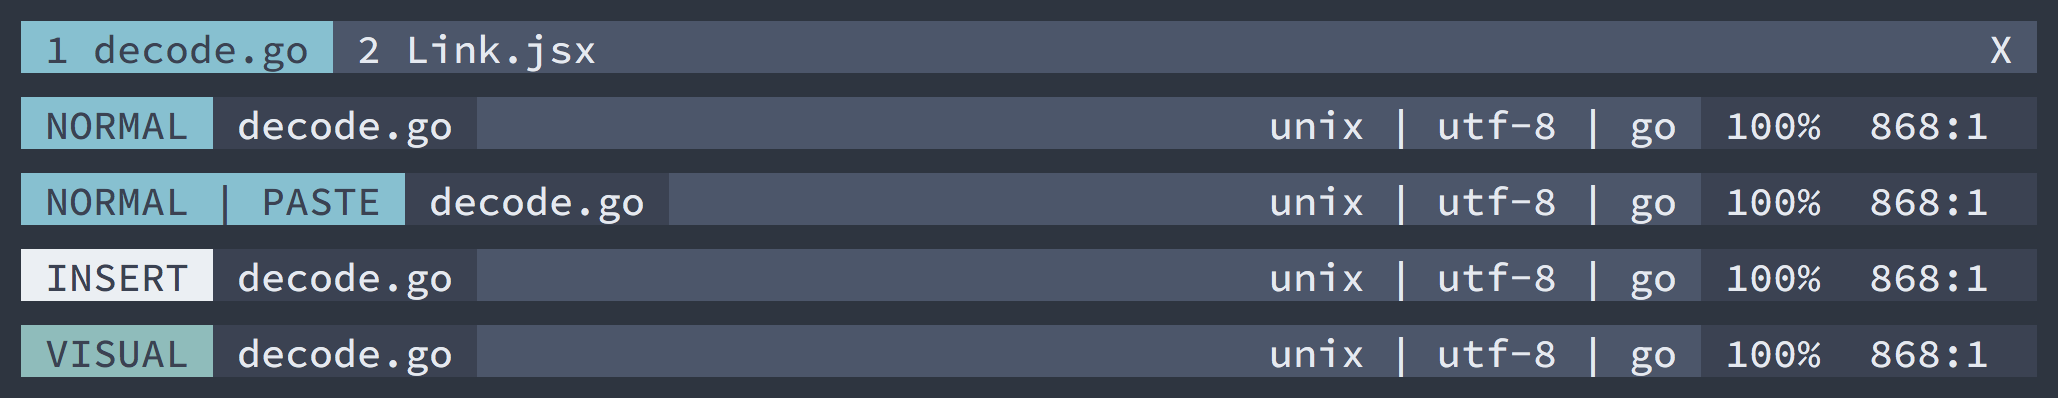 1 decode.go 2 Link.jsx X
NORMAL decode.go unix | utf-8 | go 100% 868:1
NORMAL | PASTE decode.go unix | utf-8 | go 100% 868:1
INSERT decode.go unix | utf-8 | go 100% 868:1
VISUAL decode.go unix | utf-8 | go 100% 868:1